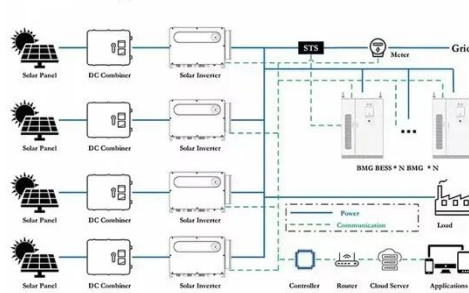 STS
Meter
Grid
Solar Panel DC Combiner Solar Inverter
Solar Panel DC Combiner Solar Inverter
BMG BESS * N BMG * N
Solar Panel DC Combiner Solar Inverter
Power
Communication
Load
Solar Panel DC Combiner Solar Inverter
Controller Router Cloud Server Applications